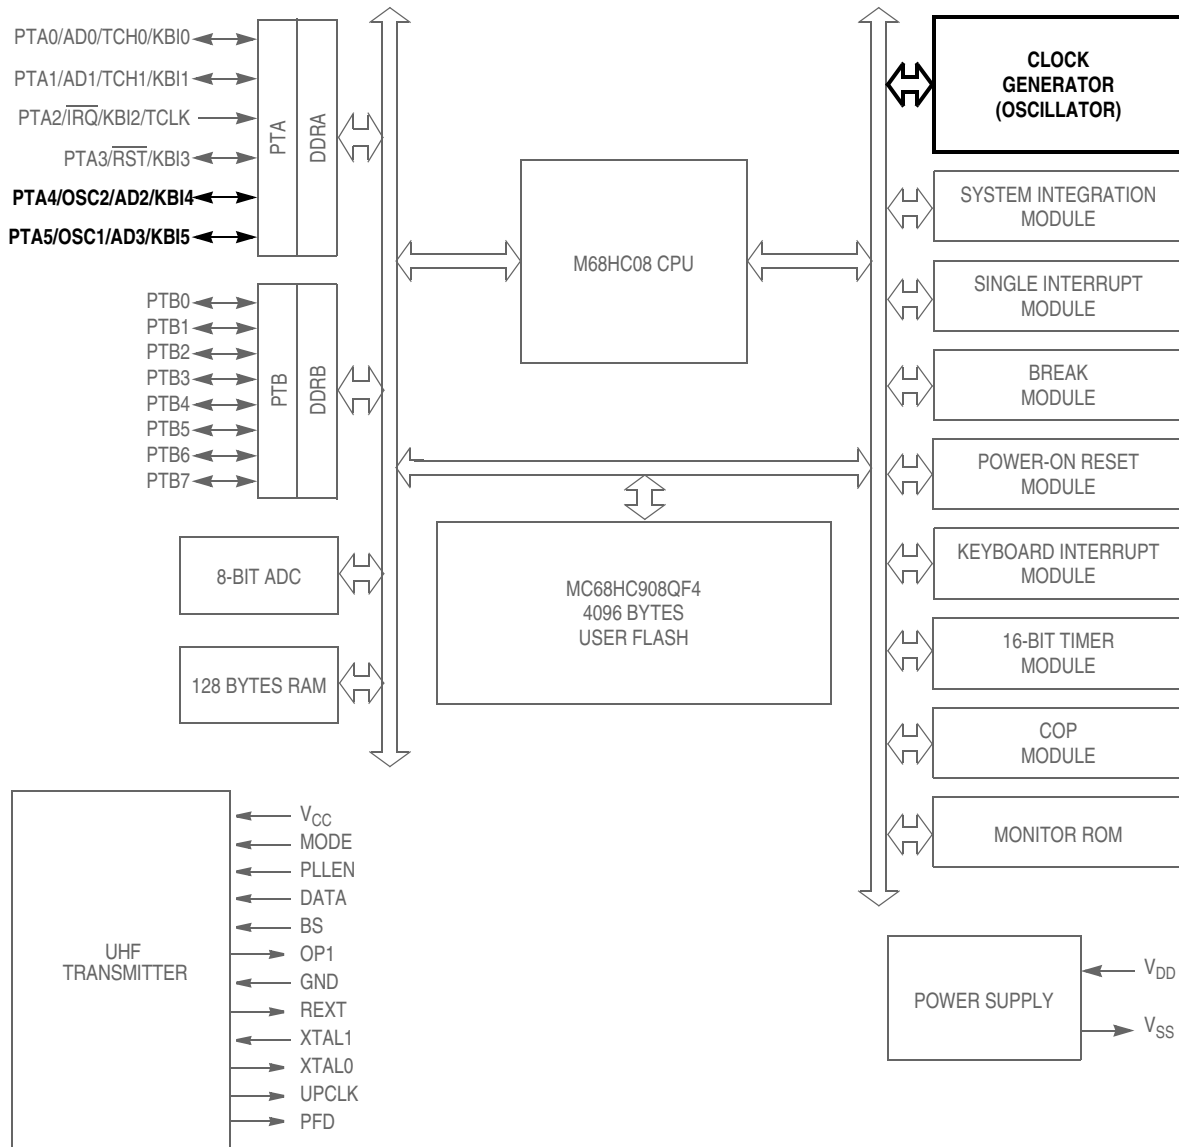 PTA0/AD0/TCH0/KBI0
PTA1/AD1/TCH1/KBI1
PTA2/IRQ/KBI2/TCLK
PTA3/RST/KBI3
PTA4/OSC2/AD2/KBI4
PTA5/OSC1/AD3/KBI5
PTA
DDRA
PTB0
PTB1
PTB2
PTB3
PTB4
PTB5
PTB6
PTB7
PTB
DDRB
8-BIT ADC
128 BYTES RAM
M68HC08 CPU
MC68HC908QF4
4096 BYTES
USER FLASH
CLOCK
GENERATOR
(OSCILLATOR)
SYSTEM INTEGRATION
MODULE
SINGLE INTERRUPT
MODULE
BREAK
MODULE
POWER-ON RESET
MODULE
KEYBOARD INTERRUPT
MODULE
16-BIT TIMER
MODULE
COP
MODULE
MONITOR ROM
UHF
TRANSMITTER
VCC
MODE
PLLEN
DATA
BS
OP1
GND
REXT
XTAL1
XTAL0
UPCLK
PFD
POWER SUPPLY
VDD
VSS